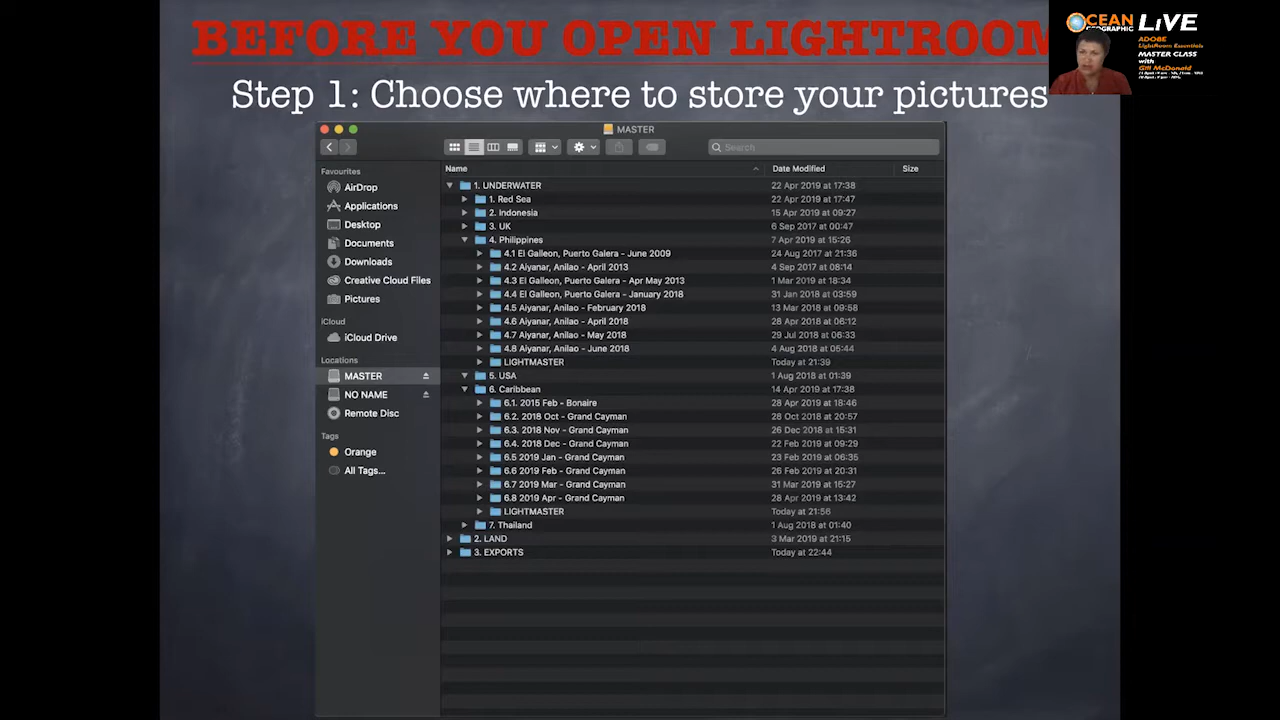 BEFORE YOU OPEN LIGHTROOM
OCEAN
GEOGRAPHIC
LiVE
ADOBE
LightRoom Essentials
MASTER CLASS
with
Gill McDonald
Step 1: Choose where to store your pictures
MASTER
Search
Favourites
AirDrop
Applications
Desktop
Documents
Downloads
Creative Cloud Files
Pictures
iCloud
iCloud Drive
Locations
MASTER
NO NAME
Remote Disc
Tags
Orange
All Tags...
Name Date Modified Size
1. UNDERWATER 22 Apr 2019 at 17:38
1. Red Sea 22 Apr 2019 at 17:47
2. Indonesia 15 Apr 2019 at 09:27
3. UK 6 Sep 2017 at 00:47
4. Philippines 7 Apr 2019 at 15:26
4.1 El Galleon, Puerto Galera - June 2009 24 Aug 2017 at 21:36
4.2 Aiyanar, Anilao - April 2013 4 Sep 2017 at 08:14
4.3 El Galleon, Puerto Galera - Apr May 2013 1 Mar 2019 at 18:34
4.4 El Galleon, Puerto Galera - January 2018 31 Jan 2018 at 03:59
4.5 Aiyanar, Anilao - February 2018 13 Mar 2018 at 09:58
4.6 Aiyanar, Anilao - April 2018 28 Apr 2018 at 06:12
4.7 Aiyanar, Anilao - May 2018 29 Jul 2018 at 06:33
4.8 Aiyanar, Anilao - June 2018 4 Aug 2018 at 05:44
LIGHTMASTER Today at 21:39
5. USA 1 Aug 2018 at 01:39
6. Caribbean 14 Apr 2019 at 17:38
6.1. 2015 Feb - Bonaire 28 Apr 2019 at 18:46
6.2. 2018 Oct - Grand Cayman 28 Oct 2018 at 20:57
6.3. 2018 Nov - Grand Cayman 26 Dec 2018 at 15:31
6.4. 2018 Dec - Grand Cayman 22 Feb 2019 at 09:29
6.5 2019 Jan - Grand Cayman 23 Feb 2019 at 06:35
6.6 2019 Feb - Grand Cayman 26 Feb 2019 at 20:31
6.7 2019 Mar - Grand Cayman 31 Mar 2019 at 15:27
6.8 2019 Apr - Grand Cayman 28 Apr 2019 at 13:42
LIGHTMASTER Today at 21:56
7. Thailand 1 Aug 2018 at 01:40
2. LAND 3 Mar 2019 at 21:15
3. EXPORTS Today at 22:44